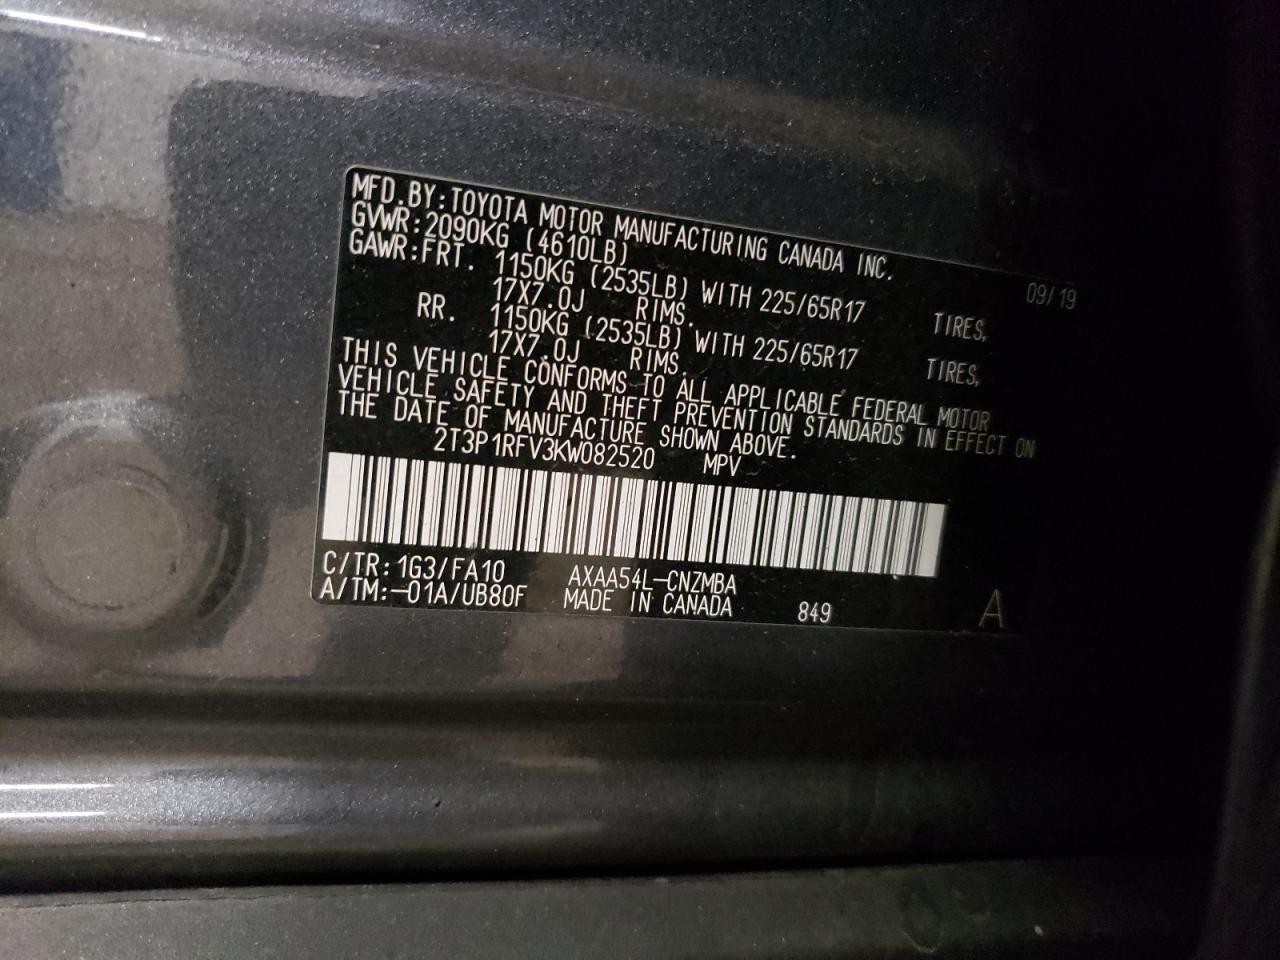 MFD.BY:TOYOTA MOTOR MANUFACTURING CANADA INC. 09/19
GVWR:2090KG (4610LB)
GAWR:FRT. 1150KG (2535LB) WITH 225/65R17 TIRES,
17X7.0J RIMS.
RR. 1150KG (2535LB) WITH 225/65R17 TIRES,
17X7.0J RIMS.
THIS VEHICLE CONFORMS TO ALL APPLICABLE FEDERAL MOTOR
VEHICLE SAFETY AND THEFT PREVENTION STANDARDS IN EFFECT ON
THE DATE OF MANUFACTURE SHOWN ABOVE.
2T3P1RFV3KW082520 MPV
C/TR: 1G3/FA10 AXAA54L-CNZMBA
A/TM:-01A/UB80F MADE IN CANADA 849 A